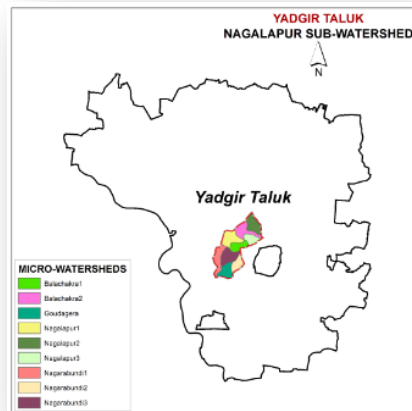 YADGIR TALUK
NAGALAPUR SUB-WATERSHED
N
Yadgir Taluk
MICRO-WATERSHEDS
Balachakra1
Balachakra2
Goudagera
Nagalapur1
Nagalapur2
Nagalapur3
Nagarabundi1
Nagarabundi2
Nagarabundi3